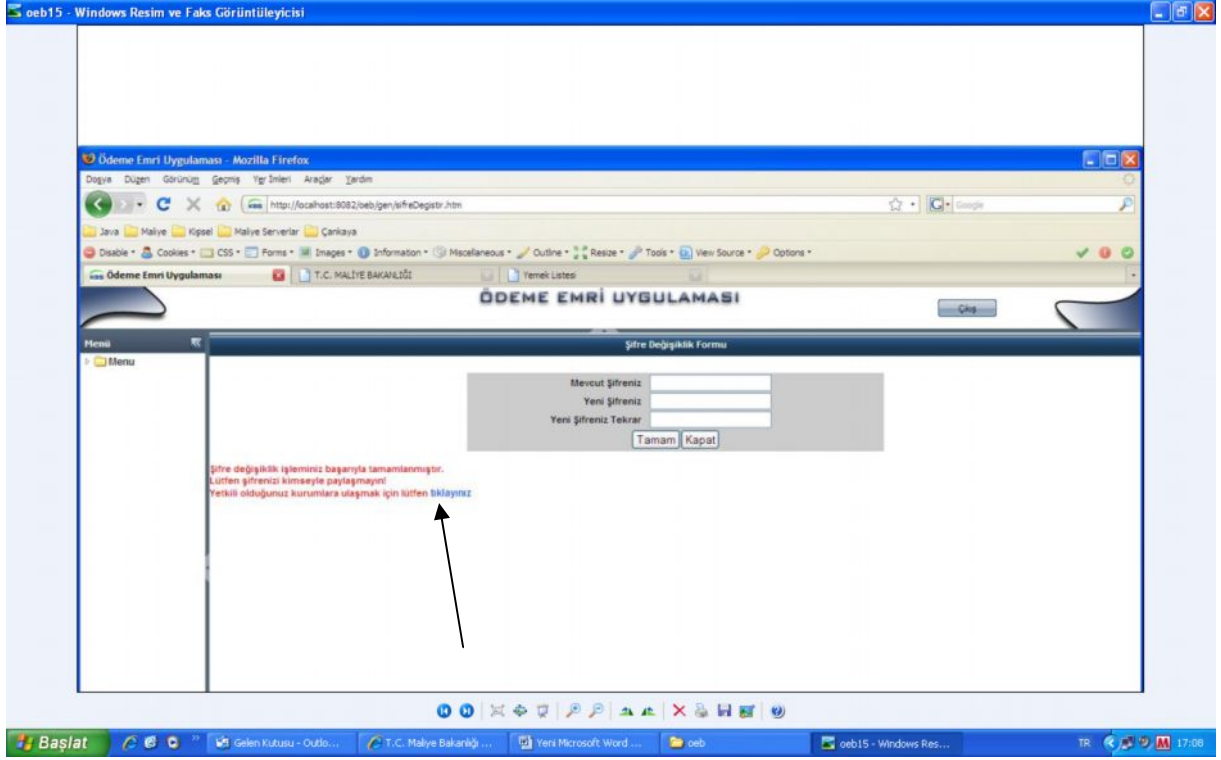 oeb15 - Windows Resim ve Faks Görüntüleyicisi
Ödeme Emri Uygulaması - Mozilla Firefox
Dosya Düzen Görünüm Geçmiş Yer İmleri Araçlar Yardım
http://localhost:8082/oeb/gen/sifreDegistir.htm
Google
Java Maliye Kipsel Maliye Serverlar Çankaya
Disable Cookies CSS Forms Images Information Miscellaneous Outline Resize Tools View Source Options
Ödeme Emri Uygulaması T.C. MALİYE BAKANLIĞI Yemek Listesi
ÖDEME EMRİ UYGULAMASI
Çıkış
Menü
Şifre Değişiklik Formu
Menu
Mevcut Şifreniz
Yeni Şifreniz
Yeni Şifreniz Tekrar
Tamam Kapat
Şifre değişiklik işleminiz başarıyla tamamlanmıştır.
Lütfen şifrenizi kimseyle paylaşmayın!
Yetkili olduğunuz kurumlara ulaşmak için lütfen tıklayınız
Başlat Gelen Kutusu - Outlo... T.C. Maliye Bakanlığı ... Yeni Microsoft Word ... oeb oeb15 - Windows Res... TR 17:08